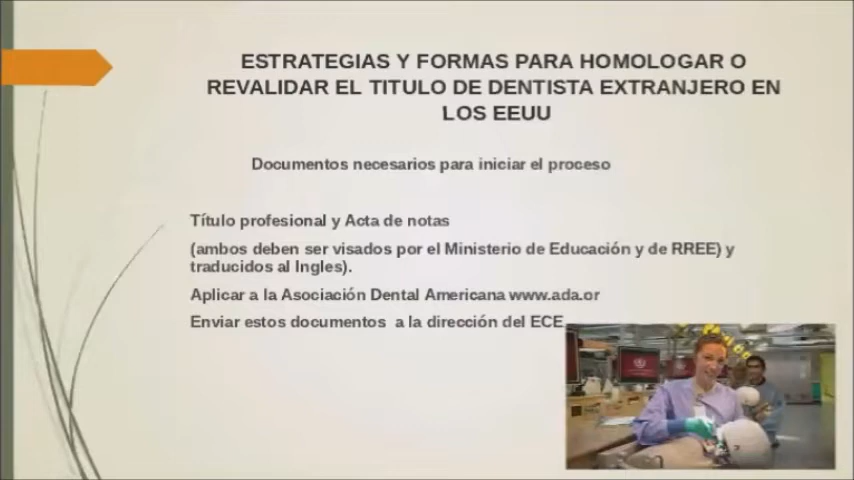 ESTRATEGIAS Y FORMAS PARA HOMOLOGAR O
REVALIDAR EL TITULO DE DENTISTA EXTRANJERO EN
LOS EEUU
Documentos necesarios para iniciar el proceso
Título profesional y Acta de notas
(ambos deben ser visados por el Ministerio de Educación y de RREE) y
traducidos al Ingles).
Aplicar a la Asociación Dental Americana www.ada.or
Enviar estos documentos a la dirección del ECE